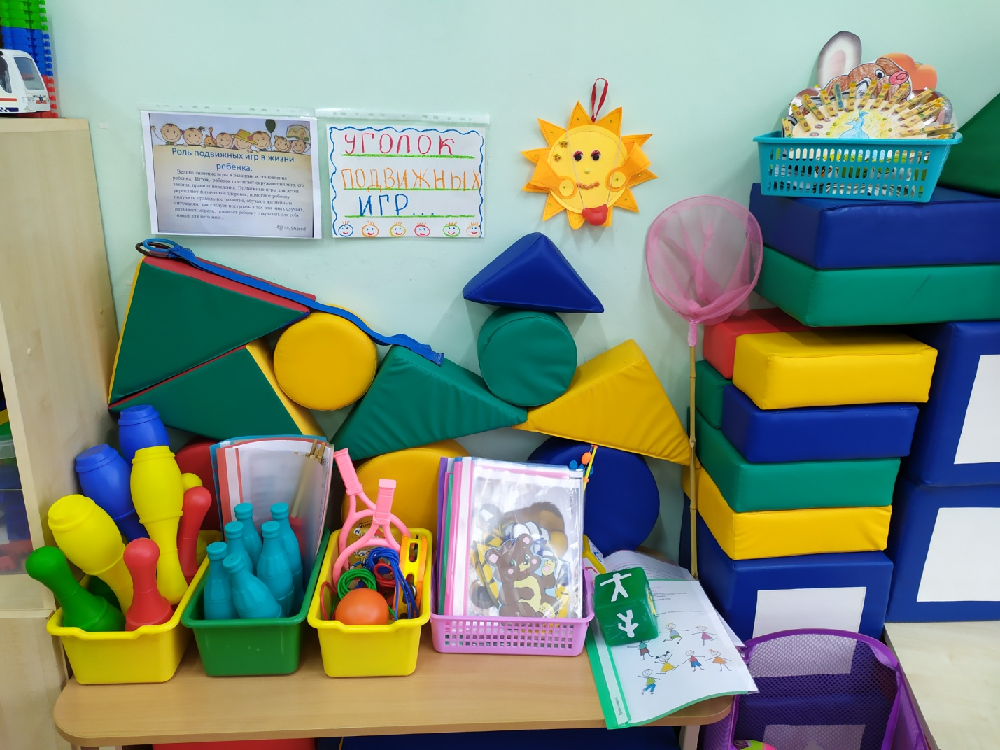 Роль подвижных игр в жизни
ребёнка.
Велико значение игры в развитии и становления
ребенка. Играя, ребенок постигает окружающий мир, его
законы, правила поведения. Подвижные игры для детей
укрепляют физическое здоровье, помогают ребенку
получить правильное развитие, обучают жизненным
ситуациям, как следует поступать в тех или иных случаях,
развивает мораль, помогает ребенку открывать для себя
новый для него мир...
MyShared
УГОЛОК
ПОДВИЖНЫХ
ИГР...